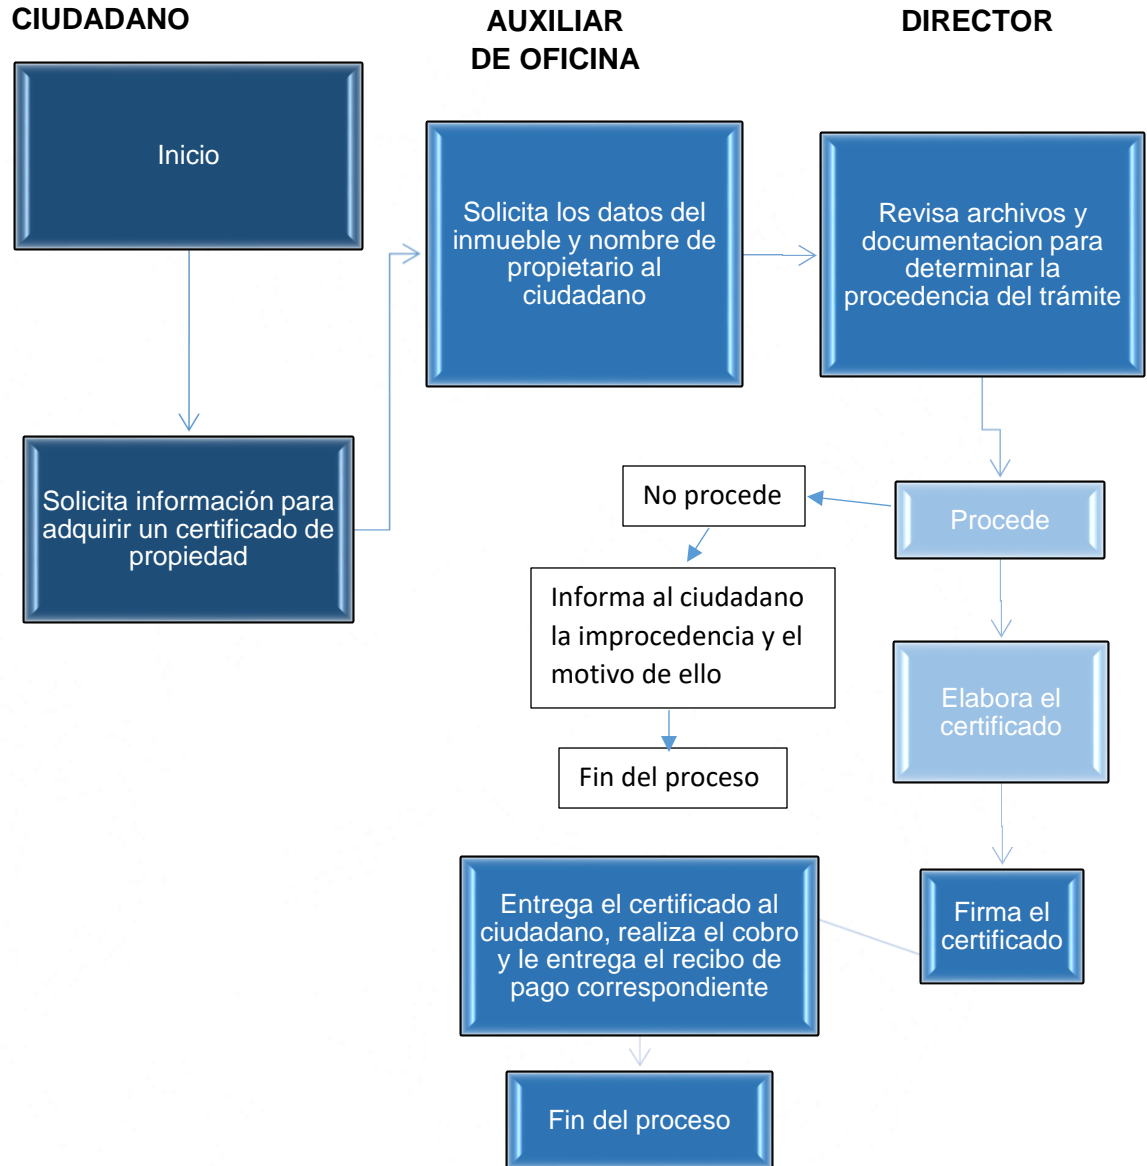 CIUDADANO
AUXILIAR
DE OFICINA
DIRECTOR
Inicio
Solicita información para
adquirir un certificado de
propiedad
Solicita los datos del
inmueble y nombre de
propietario al
ciudadano
Revisa archivos y
documentacion para
determinar la
procedencia del trámite
No procede
Procede
Informa al ciudadano
la improcedencia y el
motivo de ello
Fin del proceso
Elabora el
certificado
Firma el
certificado
Entrega el certificado al
ciudadano, realiza el cobro
y le entrega el recibo de
pago correspondiente
Fin del proceso